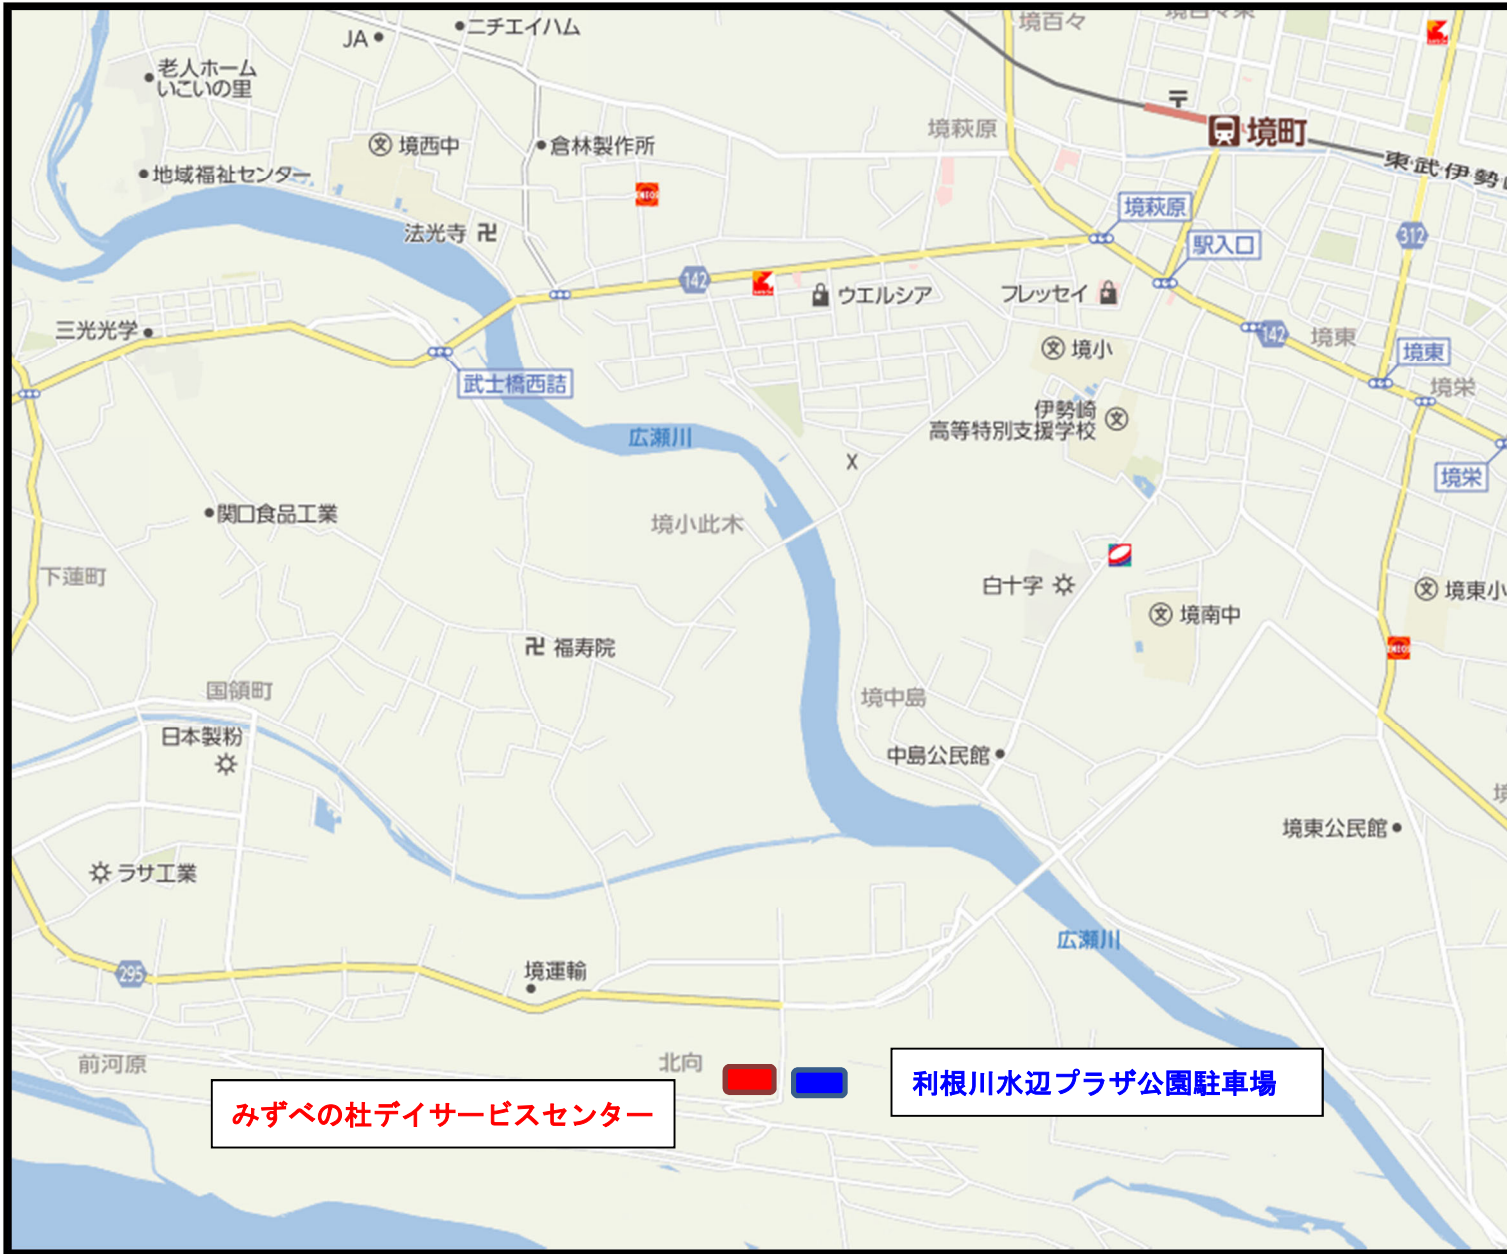 ニチエイハム
JA
境百々
老人ホーム
いこいの里
境町
境萩原
境西中
倉林製作所
東武伊勢
地域福祉センター
ENEOS
境萩原
法光寺
駅入口
312
142
ウエルシア
フレッセイ
三光光学
142
境東
境小
境東
武士橋西詰
境栄
伊勢崎
高等特別支援学校
広瀬川
境栄
関口食品工業
境小此木
下蓮町
白十字
境東小
境南中
福寿院
ENEOS
国領町
境中島
日本製粉
中島公民館
境東公民館
ラサ工業
広瀬川
295
境運輸
前河原
北向
利根川水辺プラザ公園駐車場
みずべの杜デイサービスセンター